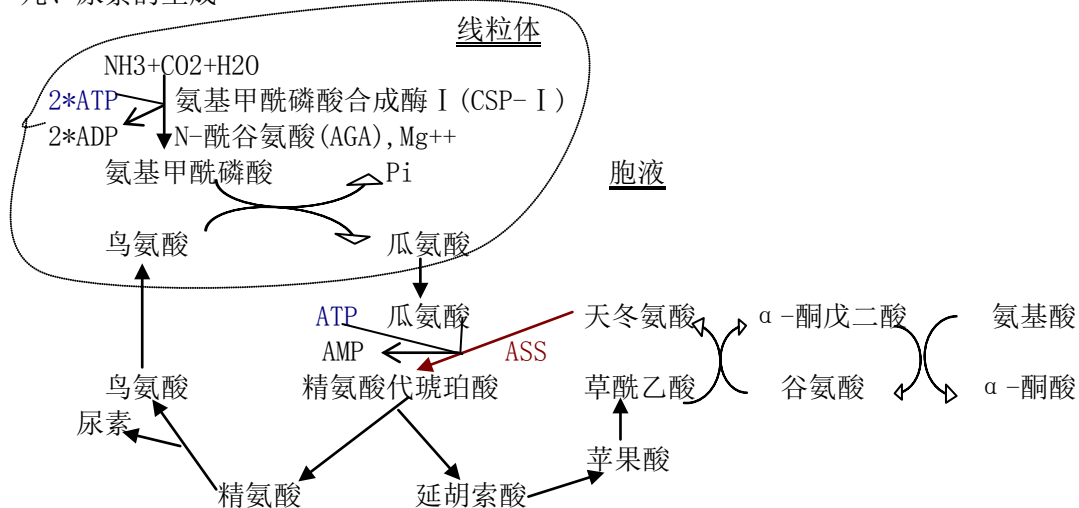 线粒体
NH3+CO2+H2O
2*ATP 氨基甲酰磷酸合成酶Ⅰ(CSP-Ⅰ)
2*ADP N-酰谷氨酸(AGA),Mg++
氨基甲酰磷酸 Pi 胞液
鸟氨酸 瓜氨酸
ATP 瓜氨酸 天冬氨酸 α-酮戊二酸 氨基酸
AMP ASS
鸟氨酸 精氨酸代琥珀酸 草酰乙酸 谷氨酸 α-酮酸
尿素
苹果酸
精氨酸 延胡索酸